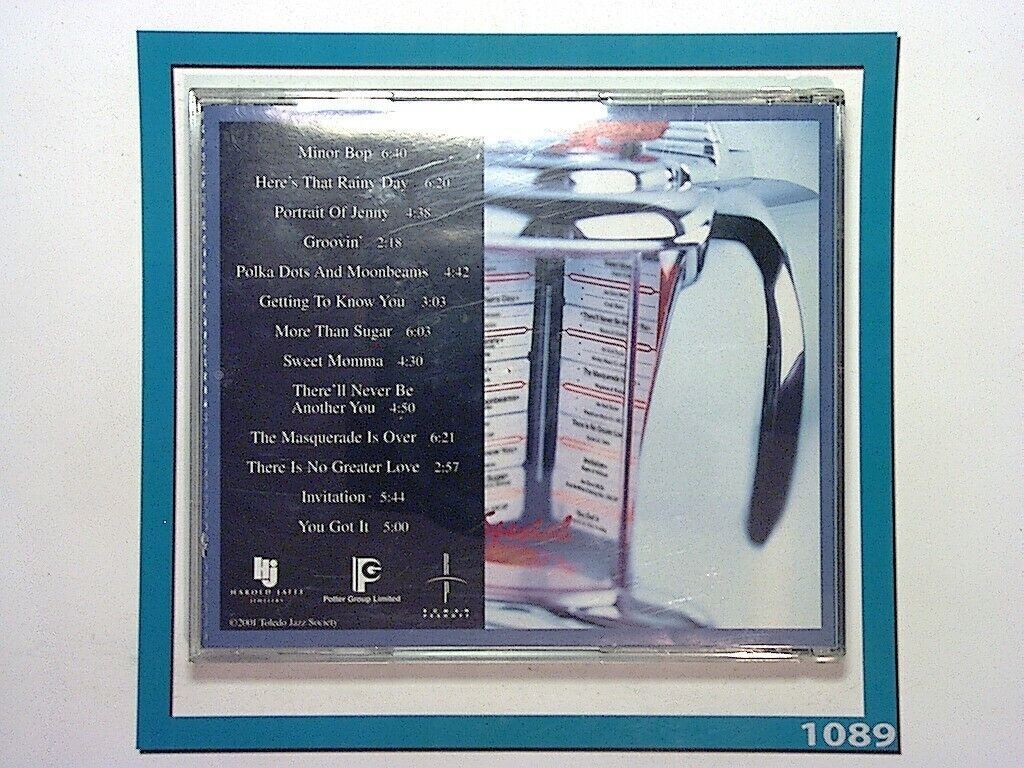 Minor Bop 6:40
Here's That Rainy Day 6:20
Portrait Of Jenny 4:38
Groovin' 2:18
Polka Dots And Moonbeams 4:42
Getting To Know You 3:03
More Than Sugar 6:03
Sweet Momma 4:30
There'll Never Be
Another You 4:50
The Masquerade Is Over 6:21
There Is No Greater Love 2:57
Invitation 5:44
You Got It 5:00
HJ
HAROLD JAFFE
JEWELERS
PG
Potter Group Limited
©2001 Toledo Jazz Society
1089